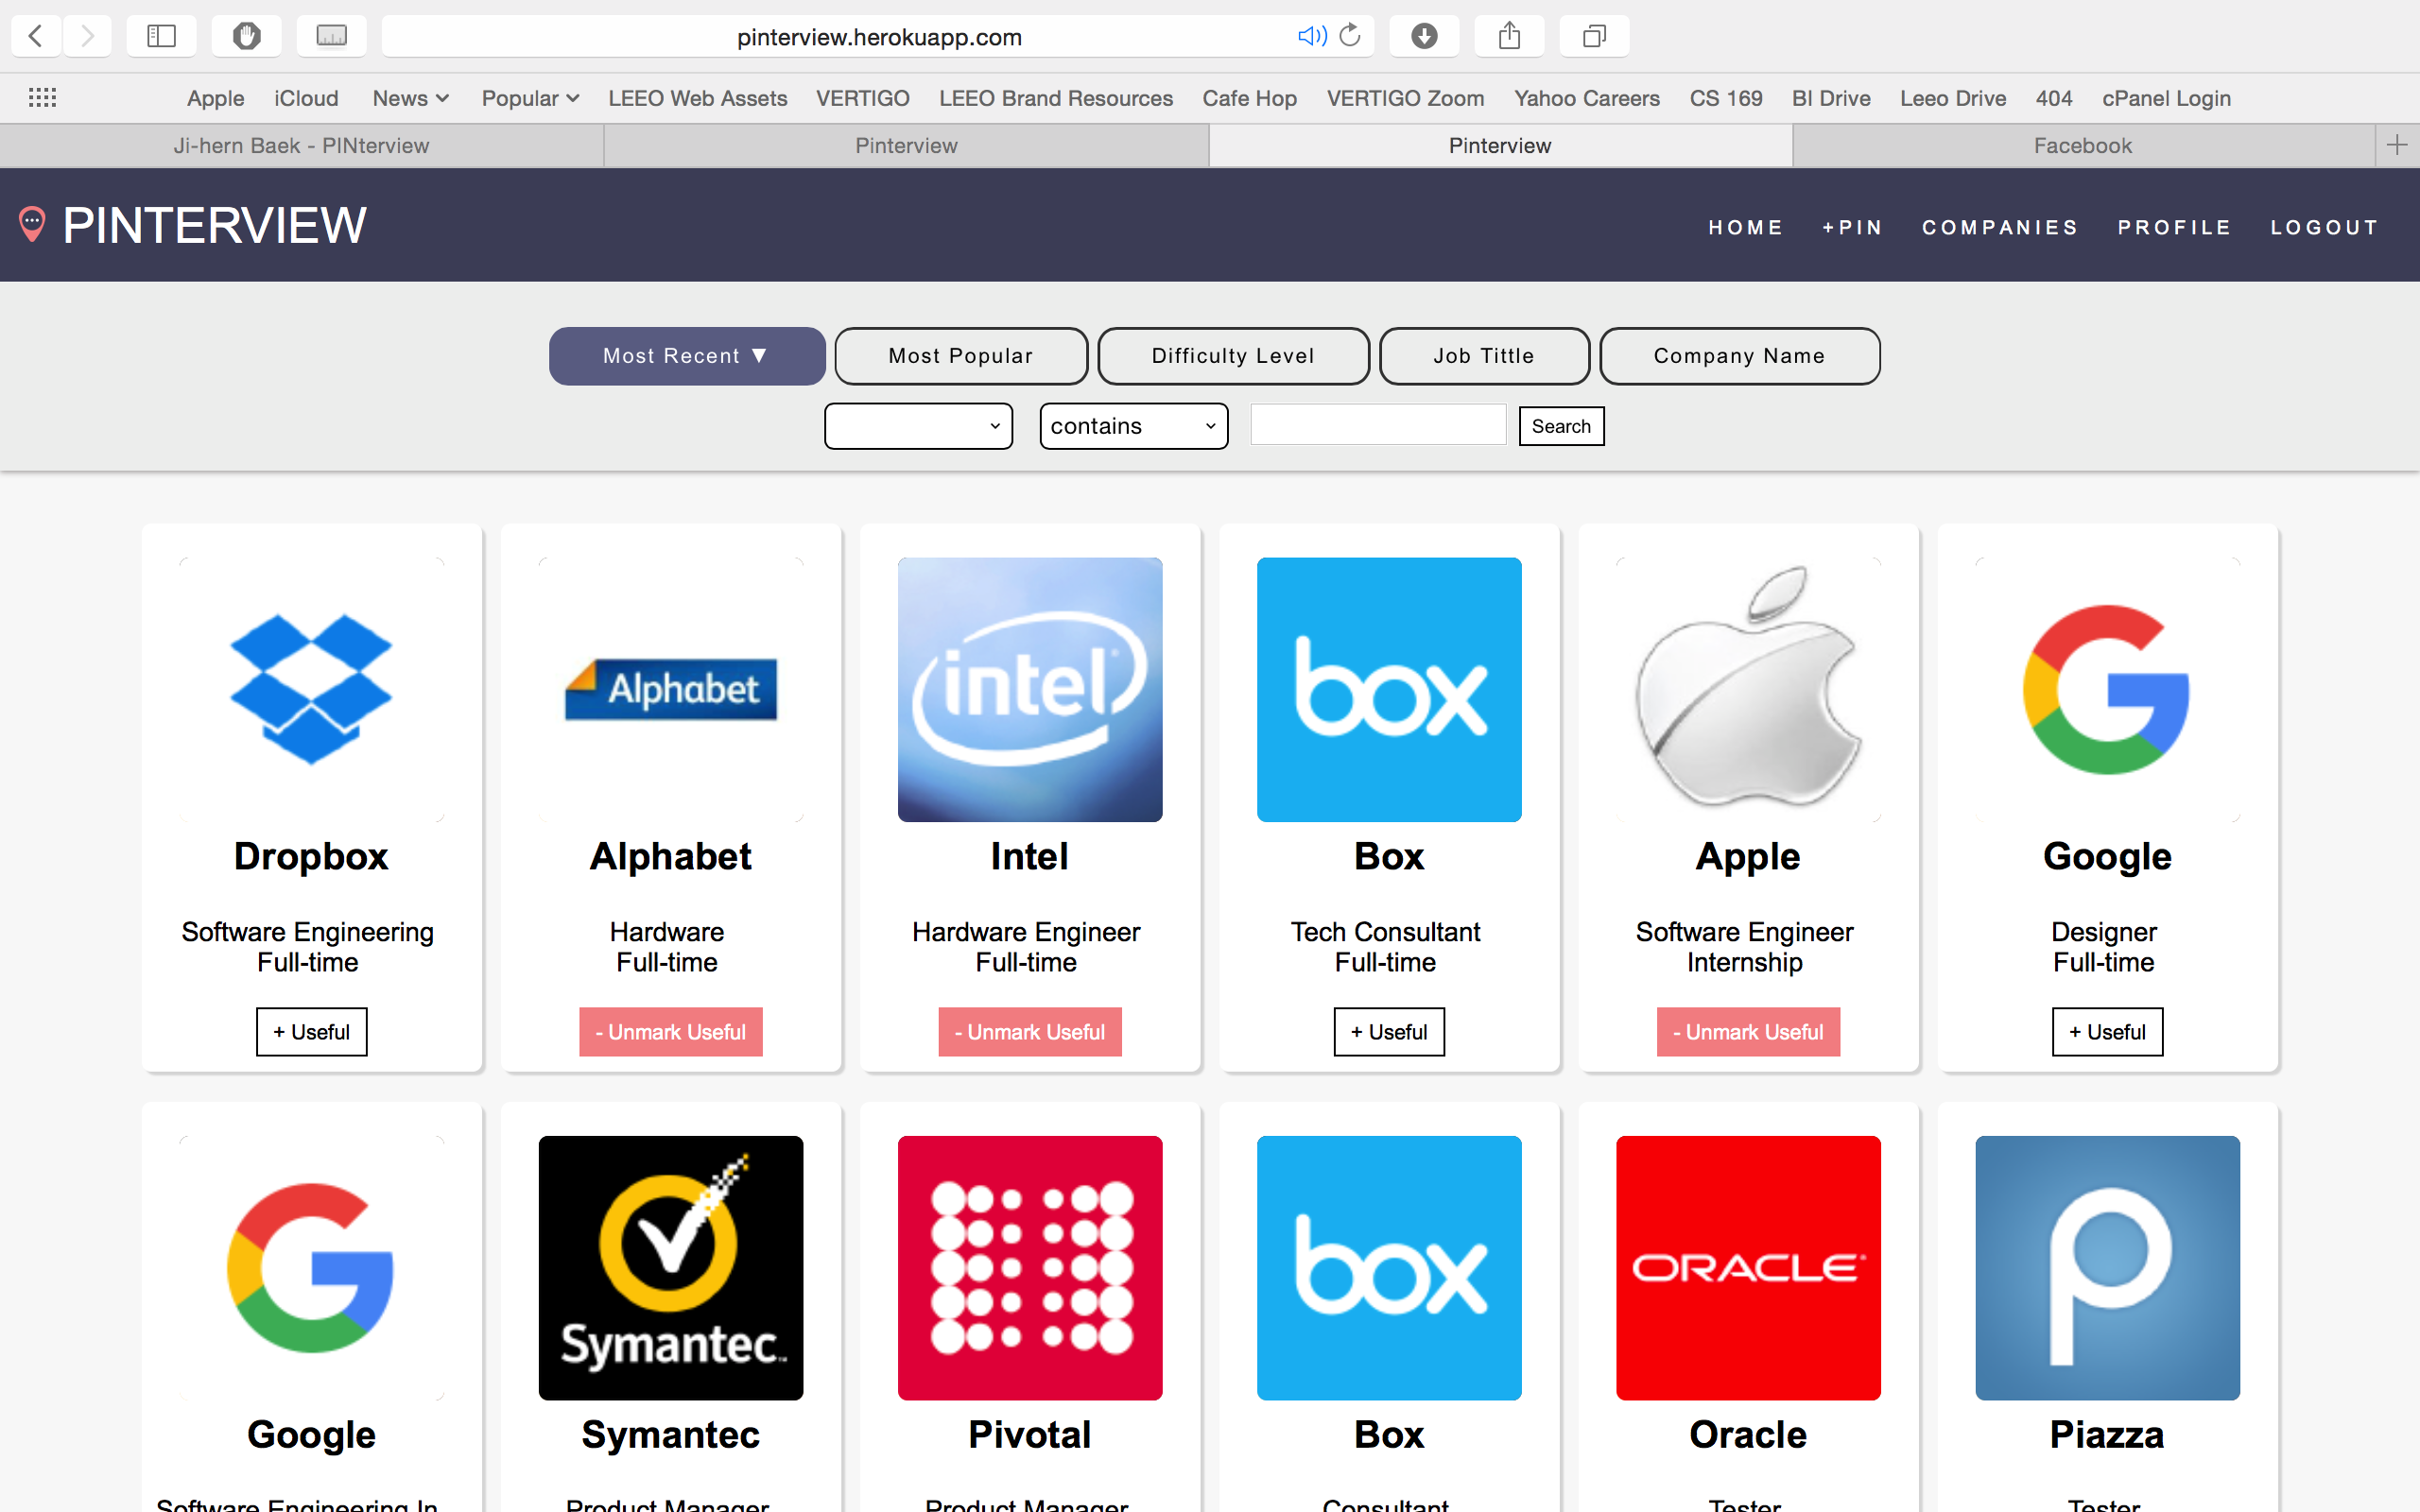 pinterview.herokuapp.com
Apple iCloud News Popular LEEO Web Assets VERTIGO LEEO Brand Resources Cafe Hop VERTIGO Zoom Yahoo Careers CS 169 BI Drive Leeo Drive 404 cPanel Login
Ji-hern Baek - PINterview Pinterview Pinterview Facebook +
PINTERVIEW HOME +PIN COMPANIES PROFILE LOGOUT
Most Recent ▼ Most Popular Difficulty Level Job Tittle Company Name
contains Search
Alphabet intel box
Dropbox Alphabet Intel Box Apple Google
Software Engineering Hardware Hardware Engineer Tech Consultant Software Engineer Designer
Full-time Full-time Full-time Full-time Internship Full-time
+ Useful - Unmark Useful - Unmark Useful + Useful - Unmark Useful + Useful
Symantec box ORACLE
Google Symantec Pivotal Box Oracle Piazza
Software Engineering In Product Manager Product Manager Consultant Tester Tester